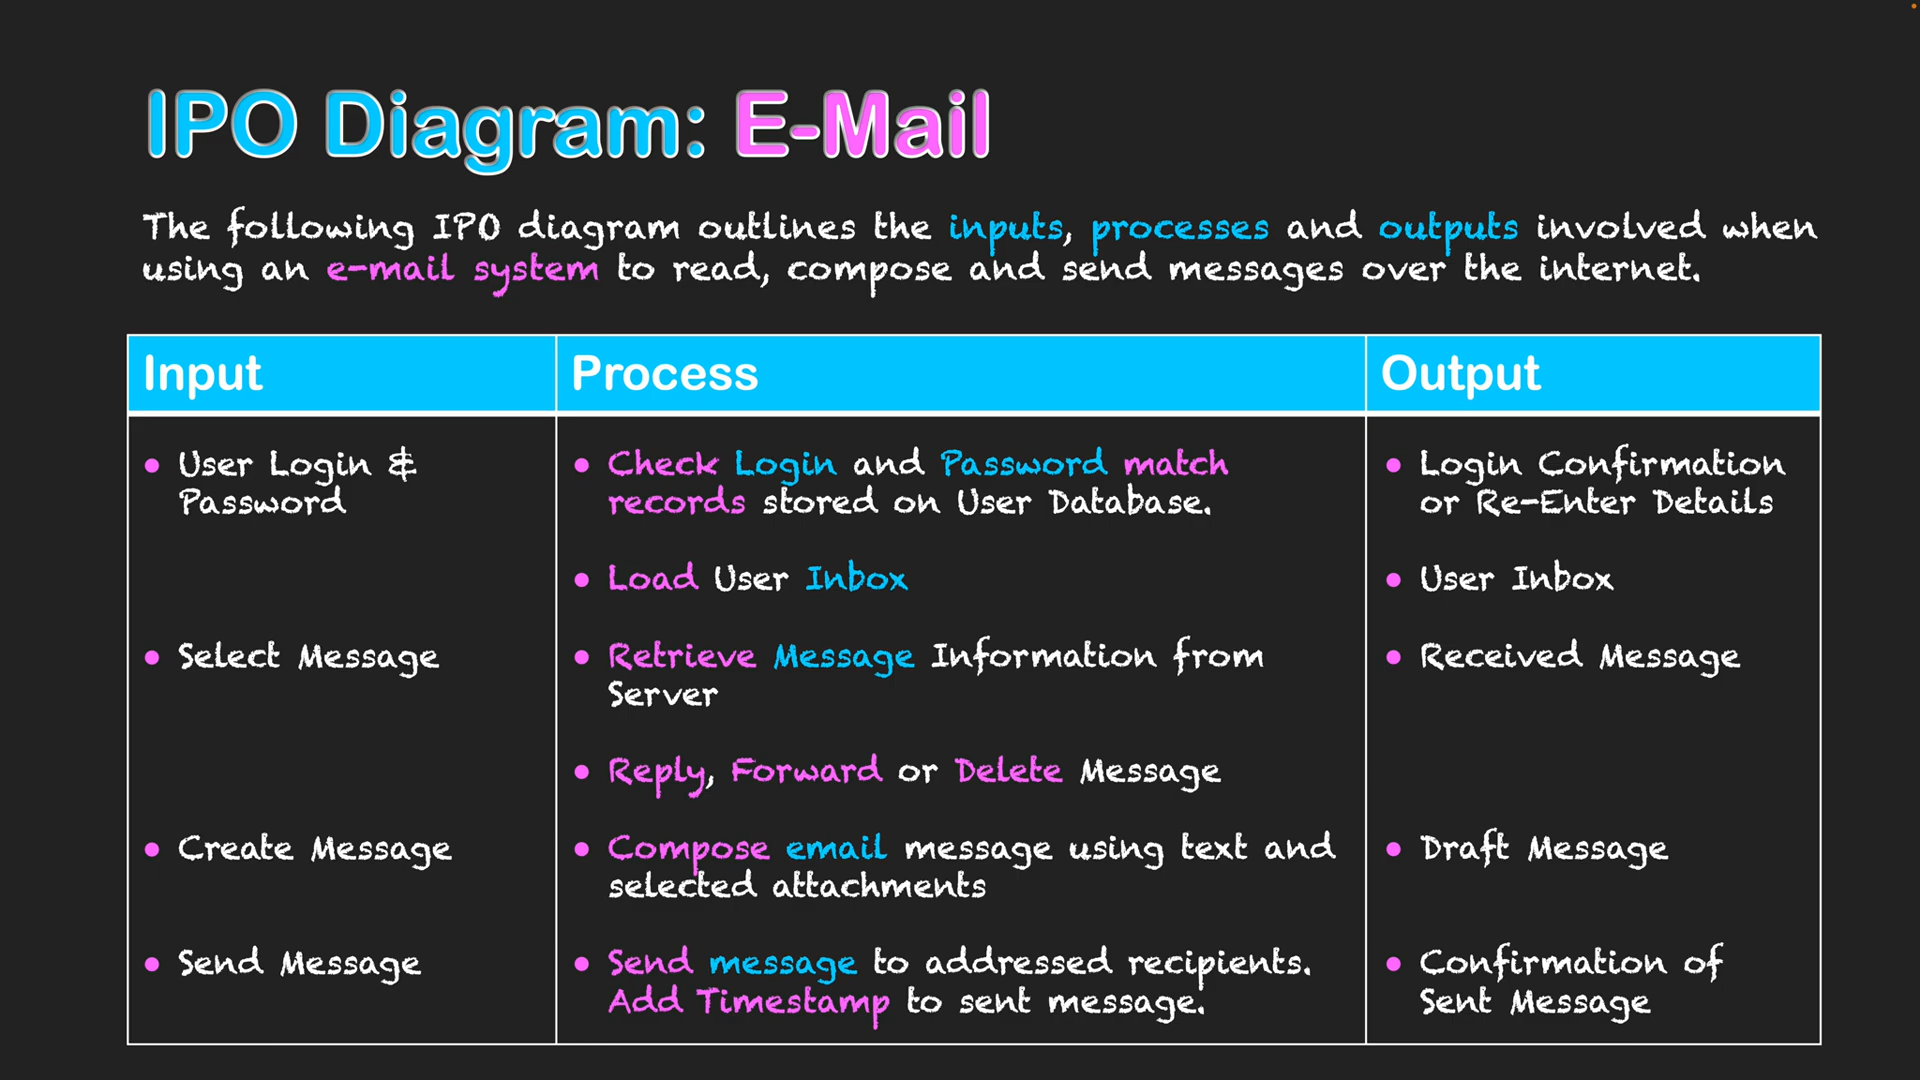 IPO Diagram: E-Mail
The following IPO diagram outlines the inputs, processes and outputs involved when
using an e-mail system to read, compose and send messages over the internet.
Input
Process
Output
• User Login &
Password
• Check Login and Password match
records stored on User Database.
• Login Confirmation
or Re-Enter Details
• Load User Inbox
• User Inbox
• Select Message
• Retrieve Message Information from
Server
• Received Message
• Reply, Forward or Delete Message
• Create Message
• Compose email message using text and
selected attachments
• Draft Message
• Send Message
• Send message to addressed recipients.
Add Timestamp to sent message.
• Confirmation of
Sent Message